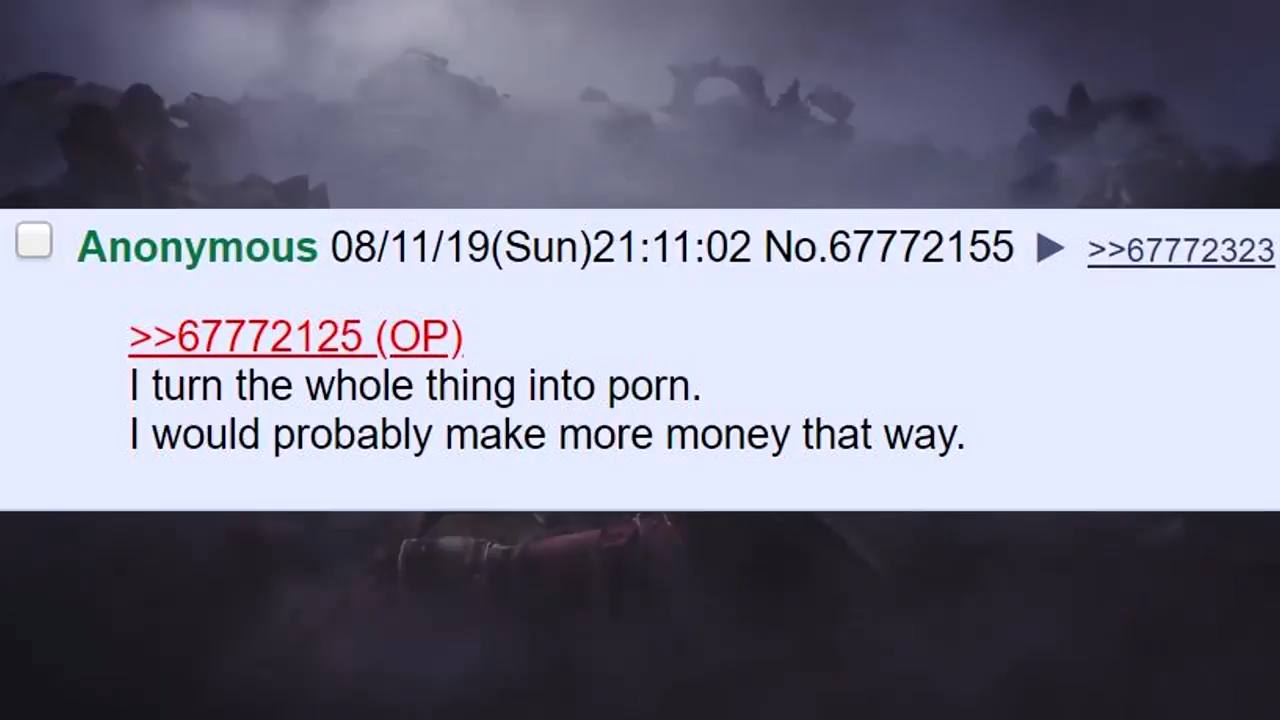 Anonymous 08/11/19(Sun)21:11:02 No.67772155 ▶ >>67772323
>>67772125 (OP)
I turn the whole thing into porn.
I would probably make more money that way.